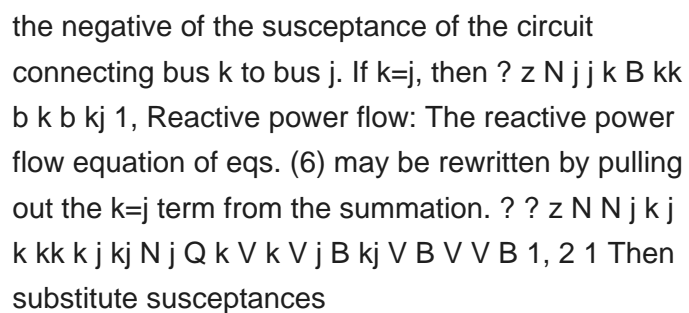 the negative of the susceptance of the circuit
connecting bus k to bus j. If k=j, then ? z N j j k B kk
b k b kj 1, Reactive power flow: The reactive power
flow equation of eqs. (6) may be rewritten by pulling
out the k=j term from the summation. ? ? z N N j k j
k kk k j kj N j Q k V k V j B kj V B V V B 1, 2 1 Then
substitute susceptances